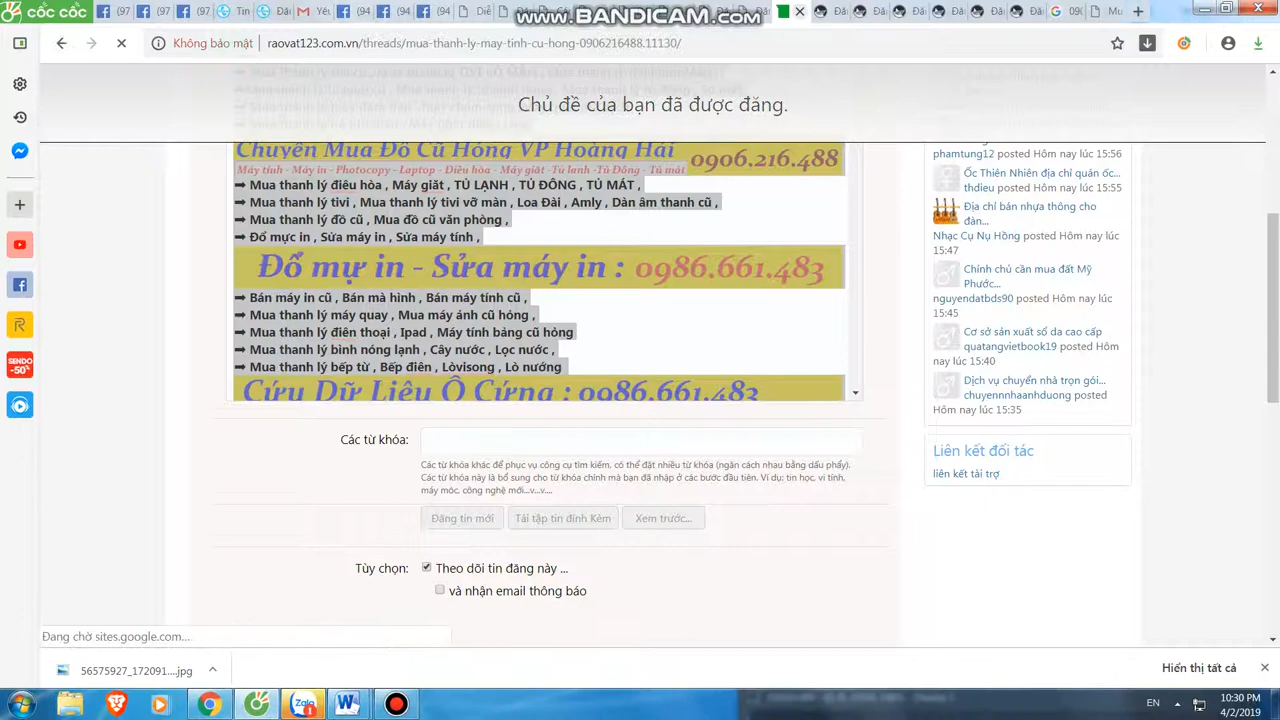 cốc cốc
(97
(97
(97
www.BANDICAM.com
Không bảo mật
raovat123.com.vn/threads/mua-thanh-ly-may-tinh-cu-hong-0906216488.11130/
Chủ đề của bạn đã được đăng.
Chuyên Mua Đồ Cũ Hỏng VP Hoàng Hải 0906.216.488
Máy tính - Máy in - Photocopy - Laptop - Điều hòa - Máy giặt -Tủ lạnh -Tủ Đông - Tủ mát
➡ Mua thanh lý điều hòa , Máy giặt , TỦ LẠNH , TỦ ĐÔNG , TỦ MÁT ,
➡ Mua thanh lý tivi , Mua thanh lý tivi vỡ màn , Loa Đài , Amly , Dàn âm thanh cũ ,
➡ Mua thanh lý đồ cũ , Mua đồ cũ văn phòng ,
➡ Đổ mực in , Sửa máy in , Sửa máy tính ,
Đổ mự in - Sửa máy in : 0986.661.483
➡ Bán máy in cũ , Bán mà hình , Bán máy tính cũ ,
➡ Mua thanh lý máy quay , Mua máy ảnh cũ hỏng ,
➡ Mua thanh lý điện thoại , Ipad , Máy tính bảng cũ hỏng
➡ Mua thanh lý bình nóng lạnh , Cây nước , Lọc nước ,
➡ Mua thanh lý bếp từ , Bếp điện , Lòvisong , Lò nướng
Cứu Dữ Liệu Ô Cứng : 0986.661.483
Các từ khóa:
Các từ khóa khác để phục vụ công cụ tìm kiếm, có thể đặt nhiều từ khóa (ngăn cách nhau bằng dấu phẩy).
Các từ khóa này là bổ sung cho từ khóa chính mà bạn đã nhập ở các bước đầu tiên. Ví dụ: tin học, vi tính,
máy móc, công nghệ mới...v...v....
Đăng tin mới
Tải tập tin đính Kèm
Xem trước...
Tùy chọn:
Theo dõi tin đăng này ...
và nhận email thông báo
phamtung12 posted Hôm nay lúc 15:56
Ốc Thiên Nhiên địa chỉ quán ốc...
thdieu posted Hôm nay lúc 15:55
Địa chỉ bán nhựa thông cho
đàn...
Nhạc Cụ Nụ Hồng posted Hôm nay lúc
15:47
Chính chủ cần mua đất Mỹ
Phước...
nguyendatbds90 posted Hôm nay lúc
15:45
Cơ sở sản xuất sổ da cao cấp
quatangvietbook19 posted Hôm
nay lúc 15:40
Dịch vụ chuyển nhà trọn gói...
chuyennnhaanhduong posted
Hôm nay lúc 15:35
Liên kết đối tác
liên kết tài trợ
SENDO
-50%
Đang chờ sites.google.com...
56575927_172091....jpg
Hiển thị tất cả
Zalo
EN
10:30 PM
4/2/2019